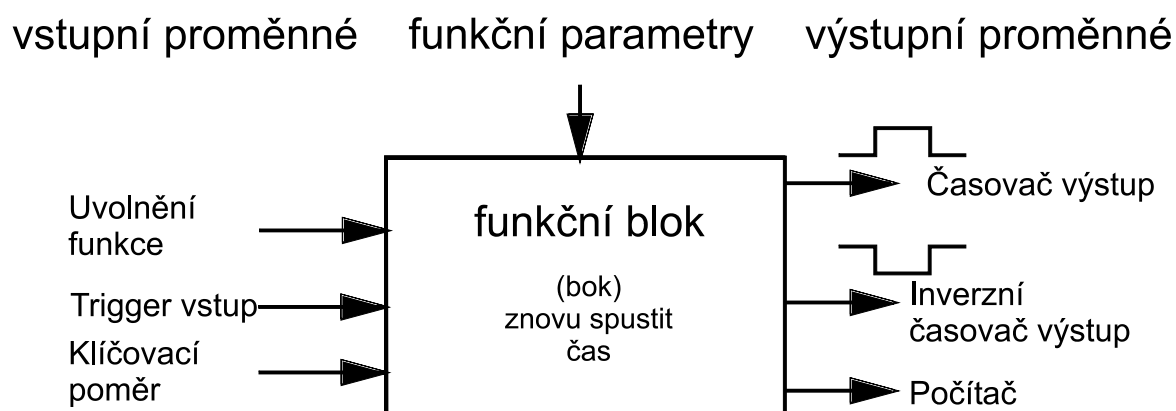 vstupní proměnné
funkční parametry
výstupní proměnné
Uvolnění
funkce
Trigger vstup
Klíčovací
poměr
funkční blok
(bok)
znovu spustit
čas
Časovač výstup
Inverzní
časovač výstup
Počítač